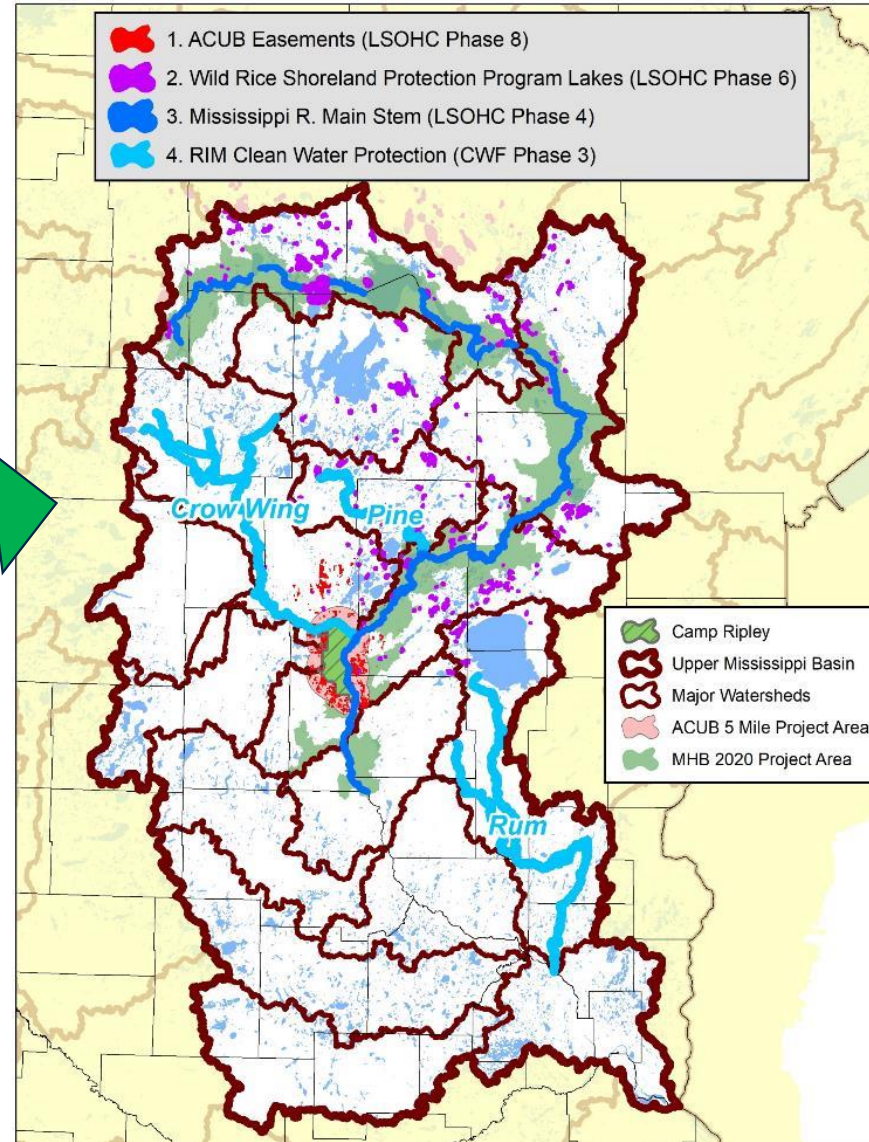 1. ACUB Easements (LSOHC Phase 8)
2. Wild Rice Shoreland Protection Program Lakes (LSOHC Phase 6)
3. Mississippi R. Main Stem (LSOHC Phase 4)
4. RIM Clean Water Protection (CWF Phase 3)
Crow Wing
Pine
Camp Ripley
Upper Mississippi Basin
Major Watersheds
ACUB 5 Mile Project Area
MHB 2020 Project Area
Rum